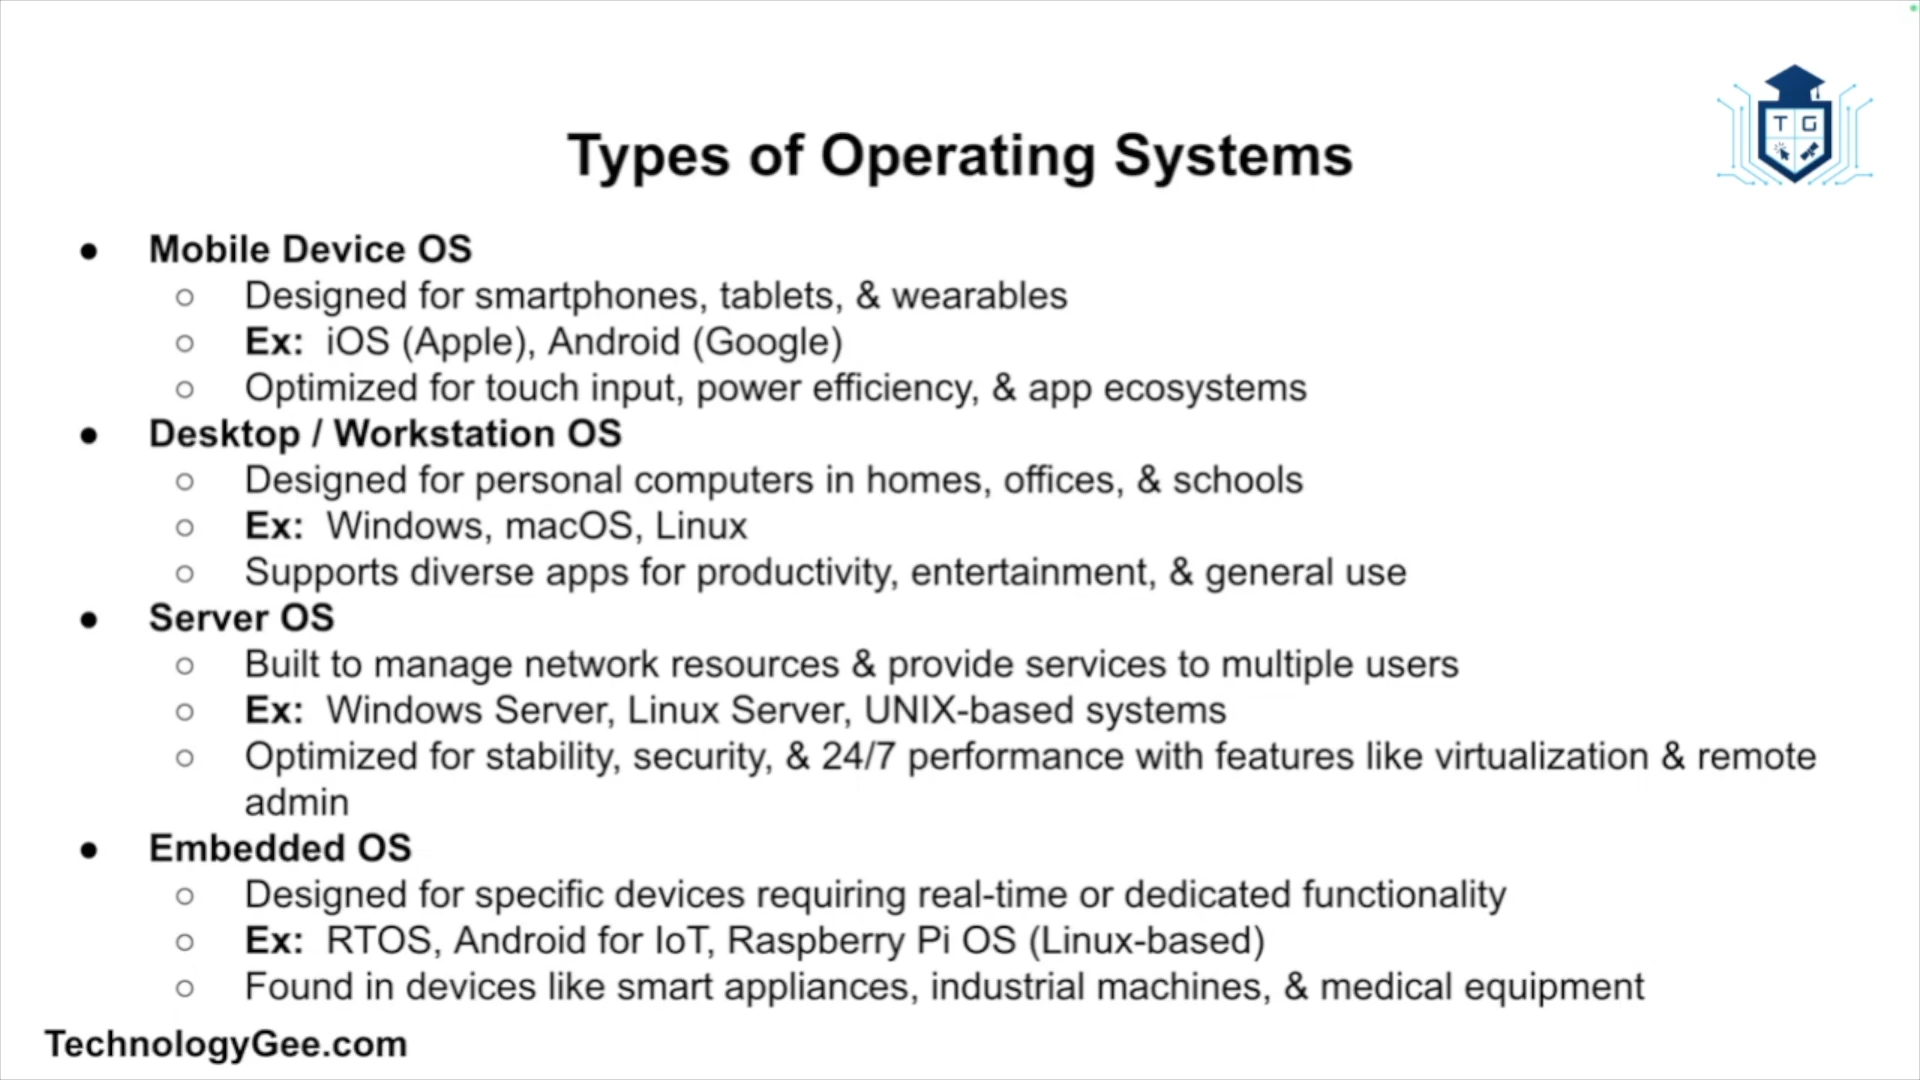 T G
Types of Operating Systems
● Mobile Device OS
○ Designed for smartphones, tablets, & wearables
○ Ex: iOS (Apple), Android (Google)
○ Optimized for touch input, power efficiency, & app ecosystems
● Desktop / Workstation OS
○ Designed for personal computers in homes, offices, & schools
○ Ex: Windows, macOS, Linux
○ Supports diverse apps for productivity, entertainment, & general use
● Server OS
○ Built to manage network resources & provide services to multiple users
○ Ex: Windows Server, Linux Server, UNIX-based systems
○ Optimized for stability, security, & 24/7 performance with features like virtualization & remote
admin
● Embedded OS
○ Designed for specific devices requiring real-time or dedicated functionality
○ Ex: RTOS, Android for IoT, Raspberry Pi OS (Linux-based)
○ Found in devices like smart appliances, industrial machines, & medical equipment
TechnologyGee.com